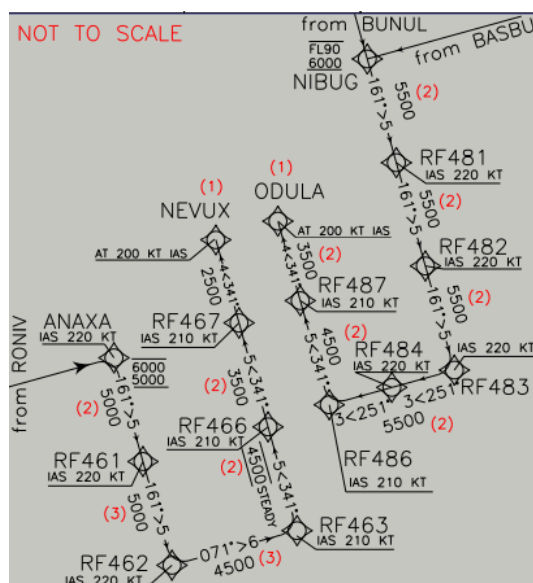 NOT TO SCALE
from BUNUL
from BASBU
FL90
6000
NIBUG
161°>5
5500
(2)
RF481
IAS 220 KT
161°>5
5500
(2)
RF482
IAS 220 KT
161°>5
5500
(2)
IAS 220 KT
RF483
RF484
IAS 220 KT
3<251°
3<251°
5500
(2)
RF486
IAS 210 KT
5<341°
4500
(2)
RF487
IAS 210 KT
4<341°
3500
(2)
(1)
ODULA
AT 200 KT IAS
(1)
NEVUX
AT 200 KT IAS
4<341°
2500
RF467
IAS 210 KT
5<341°
3500
(2)
RF466
IAS 210 KT
5<341°
4500 STEADY
(2)
RF463
IAS 210 KT
071°>6
4500
(3)
RF462
IAS 220 KT
161°>5
5000
(3)
RF461
IAS 220 KT
161°>5
5000
(2)
ANAXA
IAS 220 KT
6000
5000
from RONIV